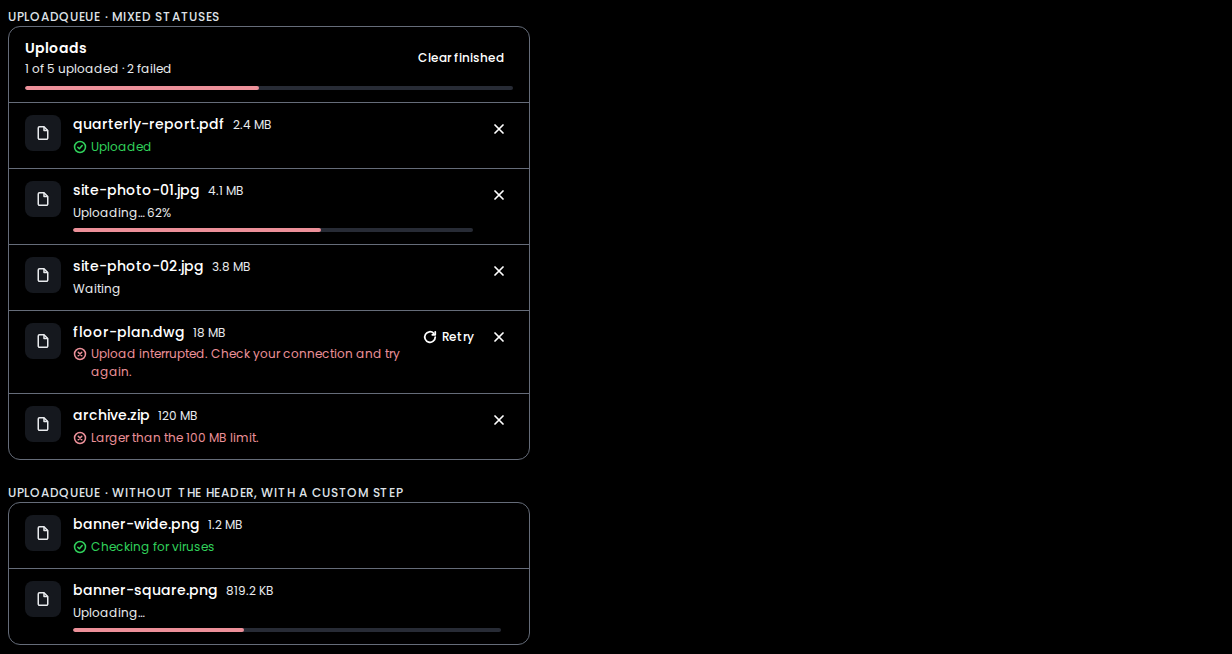 UPLOADQUEUE · MIXED STATUSES
Uploads
1 of 5 uploaded · 2 failed
Clear finished
quarterly-report.pdf 2.4 MB
Uploaded
site-photo-01.jpg 4.1 MB
Uploading… 62%
site-photo-02.jpg 3.8 MB
Waiting
floor-plan.dwg 18 MB
Retry
Upload interrupted. Check your connection and try
again.
archive.zip 120 MB
Larger than the 100 MB limit.
UPLOADQUEUE · WITHOUT THE HEADER, WITH A CUSTOM STEP
banner-wide.png 1.2 MB
Checking for viruses
banner-square.png 819.2 KB
Uploading…